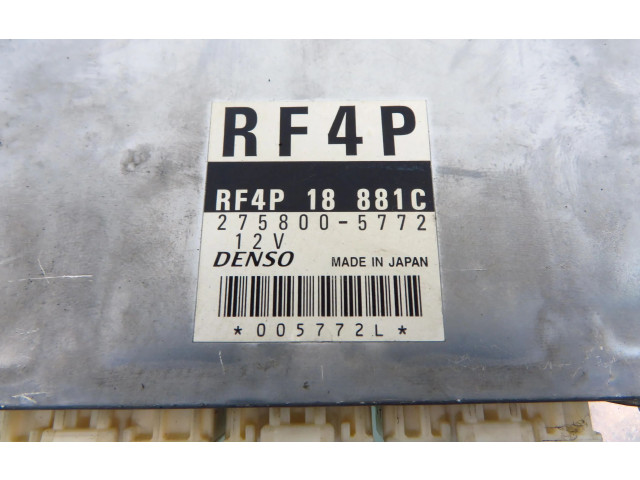 RF4P
RF4P 18 881C
275800-5772
12V
DENSO MADE IN JAPAN
*005772L*